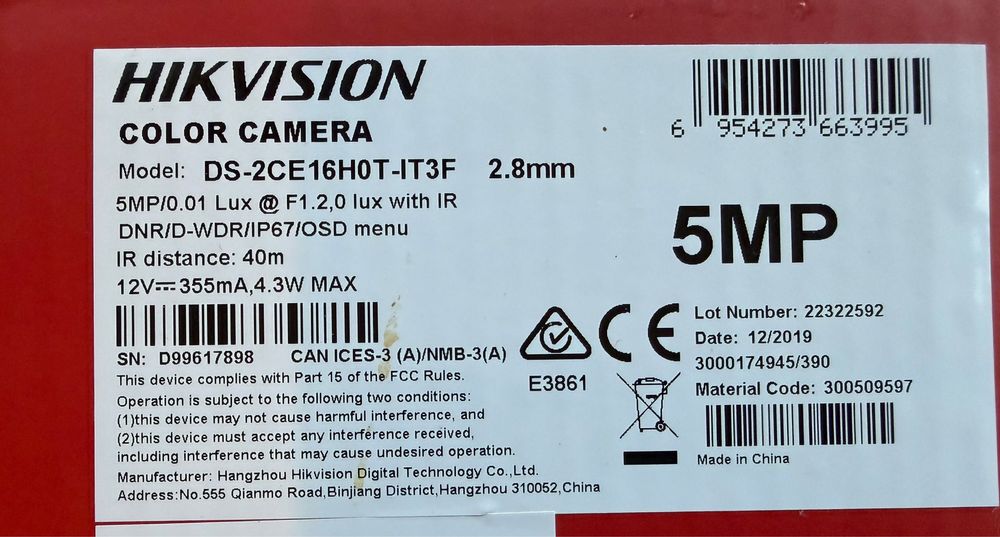 HIKVISION
COLOR CAMERA
Model: DS-2CE16H0T-IT3F 2.8mm
5MP/0.01 Lux @ F1.2,0 lux with IR
DNR/D-WDR/IP67/OSD menu
IR distance: 40m
12V⎓355mA,4.3W MAX
SN: D99617898 CAN ICES-3 (A)/NMB-3(A)
This device complies with Part 15 of the FCC Rules.
Operation is subject to the following two conditions:
(1)this device may not cause harmful interference, and
(2)this device must accept any interference received,
including interference that may cause undesired operation.
Manufacturer: Hangzhou Hikvision Digital Technology Co.,Ltd.
Address:No.555 Qianmo Road,Binjiang District,Hangzhou 310052,China
6 954273 663995
5MP
CE
E3861
Lot Number: 22322592
Date: 12/2019
3000174945/390
Material Code: 300509597
Made in China